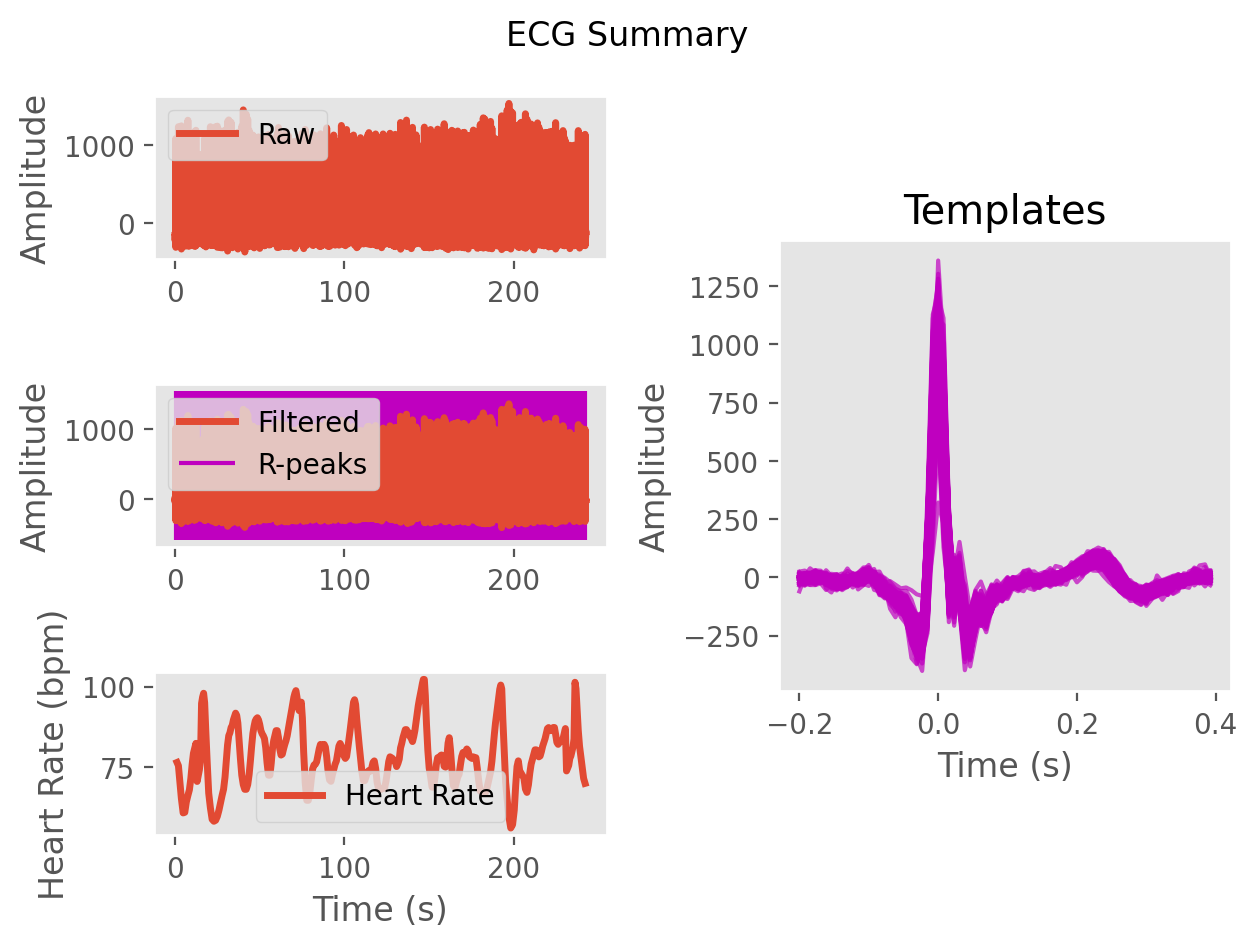 ECG Summary
Amplitude
1000
0
Raw
0 100 200
Amplitude
1000
0
Filtered
R-peaks
0 100 200
Heart Rate (bpm)
100
75
Heart Rate
0 100 200
Time (s)
Templates
Amplitude
1250
1000
750
500
250
0
−250
−0.2 0.0 0.2 0.4
Time (s)